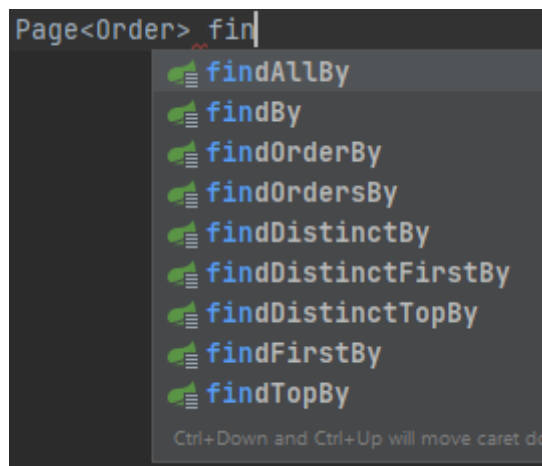 Page<Order> fin
findAllBy
findBy
findOrderBy
findOrdersBy
findDistinctBy
findDistinctFirstBy
findDistinctTopBy
findFirstBy
findTopBy
Ctrl+Down and Ctrl+Up will move caret do